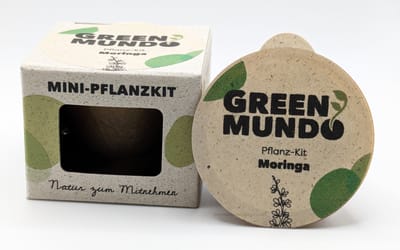 GREEN
MUNDO
Pflanz-Kit
Moringa
MINI-PFLANZKIT
Natur zum Mitnehmen
GREEN
MUNDO
Pflanz-Kit
Moringa